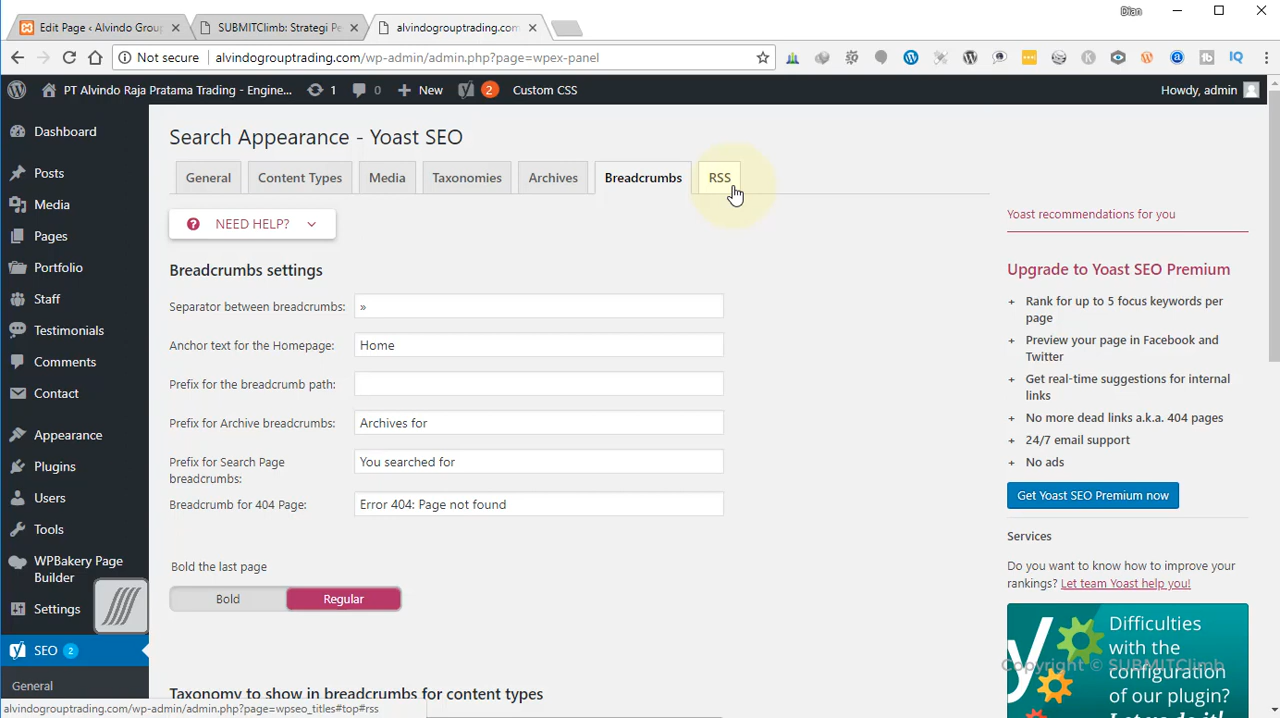 Dian
Edit Page ‹ Alvindo Grou
SUBMITClimb: Strategi Pe
alvindogrouptrading.com/
Not secure
alvindogrouptrading.com/wp-admin/admin.php?page=wpex-panel
PT Alvindo Raja Pratama Trading - Engine...
1
0
New
2
Custom CSS
Howdy, admin
Dashboard
Posts
Media
Pages
Portfolio
Staff
Testimonials
Comments
Contact
Appearance
Plugins
Users
Tools
WPBakery Page
Builder
Settings
SEO 2
General
Search Appearance - Yoast SEO
General
Content Types
Media
Taxonomies
Archives
Breadcrumbs
RSS
NEED HELP?
Breadcrumbs settings
Separator between breadcrumbs: »
Anchor text for the Homepage: Home
Prefix for the breadcrumb path:
Prefix for Archive breadcrumbs: Archives for
Prefix for Search Page
breadcrumbs:
You searched for
Breadcrumb for 404 Page: Error 404: Page not found
Bold the last page
Bold
Regular
Taxonomy to show in breadcrumbs for content types
Yoast recommendations for you
Upgrade to Yoast SEO Premium
+ Rank for up to 5 focus keywords per
page
+ Preview your page in Facebook and
Twitter
+ Get real-time suggestions for internal
links
+ No more dead links a.k.a. 404 pages
+ 24/7 email support
+ No ads
Get Yoast SEO Premium now
Services
Do you want to know how to improve your
rankings? Let team Yoast help you!
Difficulties
with the
configuration
of our plugin?
Let us do it!
Copyright © SUBMITClimb
alvindogrouptrading.com/wp-admin/admin.php?page=wpseo_titles#top#rss